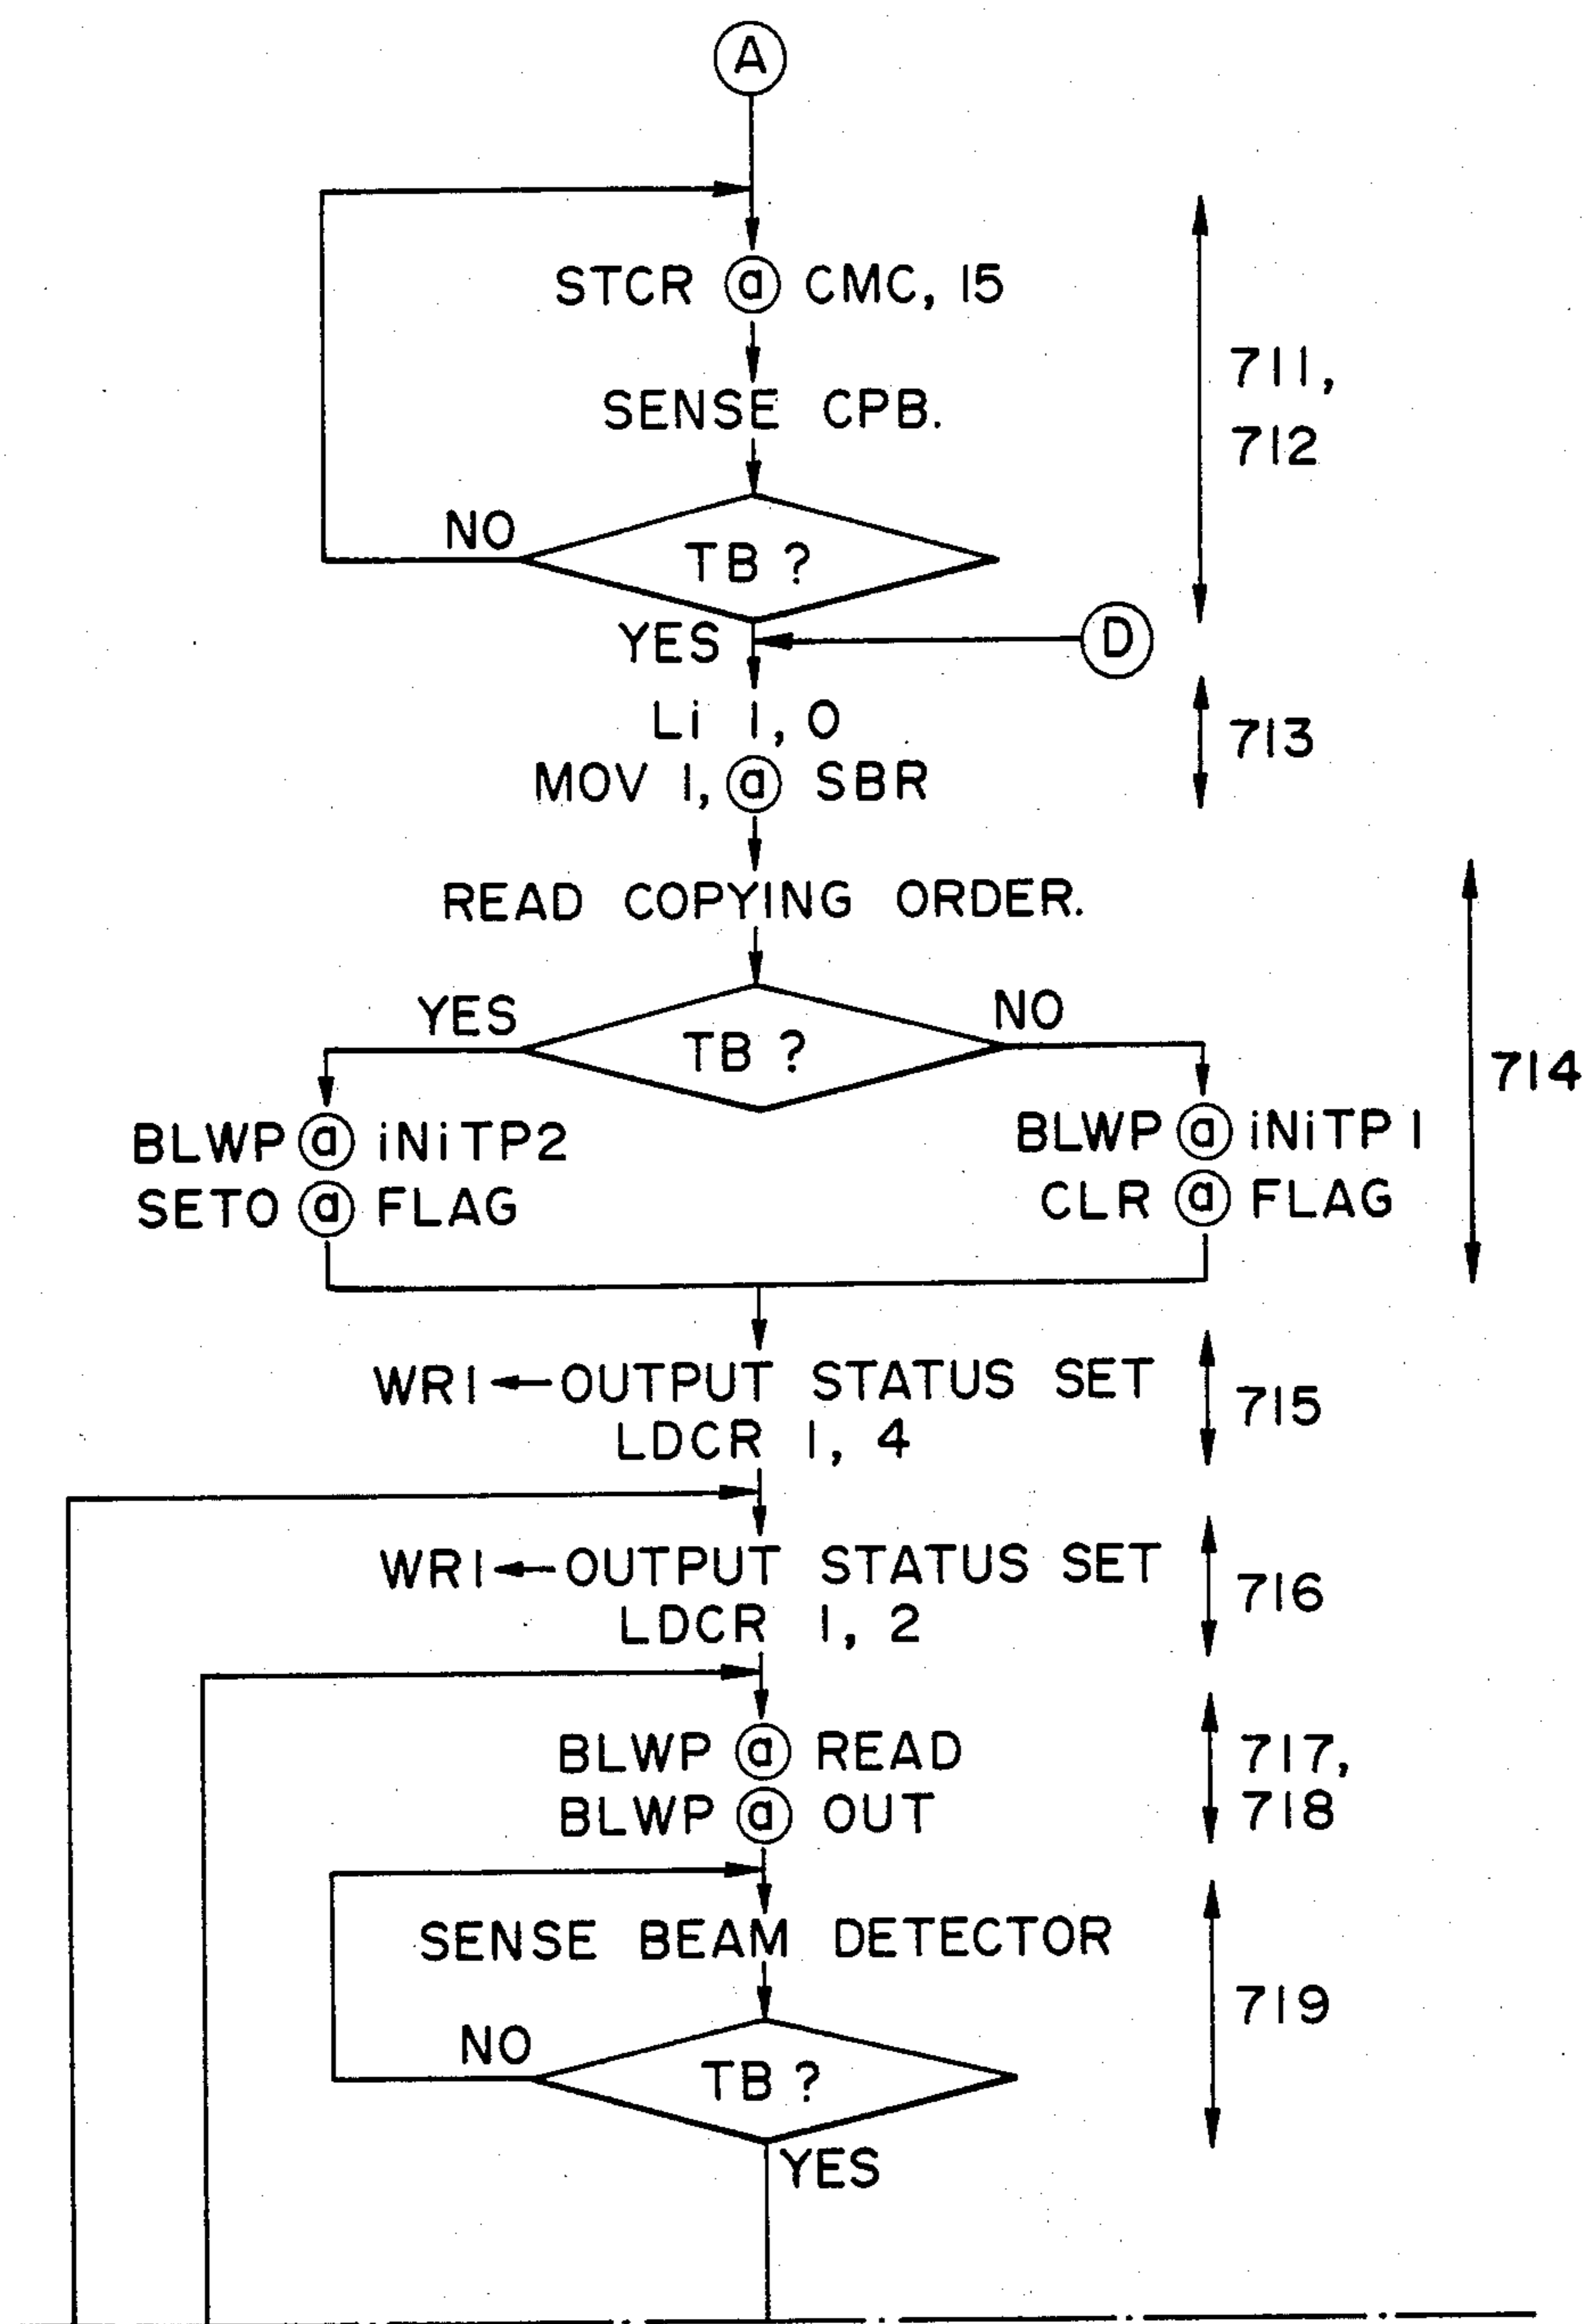 A
STCR @ CMC, 15
711,
712
SENSE CPB.
NO
TB ?
YES
D
Li 1, 0
713
MOV 1, @ SBR
READ COPYING ORDER.
YES
NO
TB ?
714
BLWP @ iNiTP2
BLWP @ iNiTP1
SETO @ FLAG
CLR @ FLAG
WR1←OUTPUT STATUS SET
715
LDCR 1, 4
WR1←OUTPUT STATUS SET
716
LDCR 1, 2
BLWP @ READ
717,
BLWP @ OUT
718
SENSE BEAM DETECTOR
719
NO
TB ?
YES